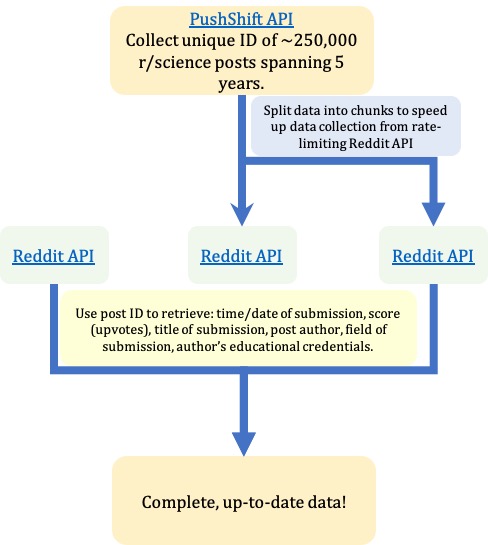 PushShift API
Collect unique ID of ~250,000
r/science posts spanning 5
years.
Split data into chunks to speed
up data collection from rate-
limiting Reddit API
Reddit API
Reddit API
Reddit API
Use post ID to retrieve: time/date of submission, score
(upvotes), title of submission, post author, field of
submission, author's educational credentials.
Complete, up-to-date data!